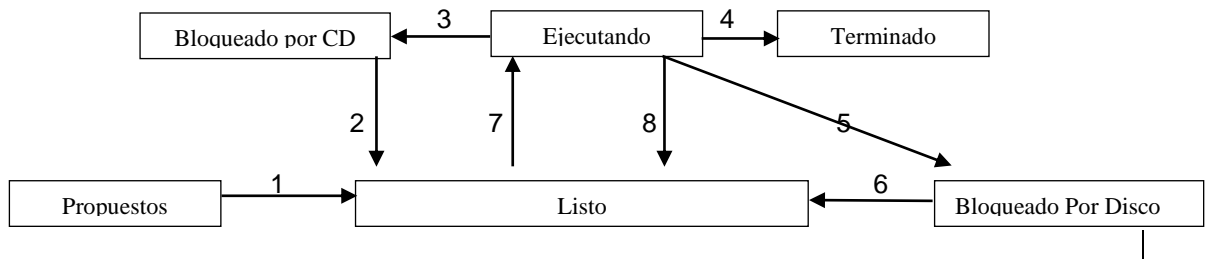 3
4
Bloqueado por CD
Ejecutando
Terminado
2
7
8
5
1
6
Propuestos
Listo
Bloqueado Por Disco